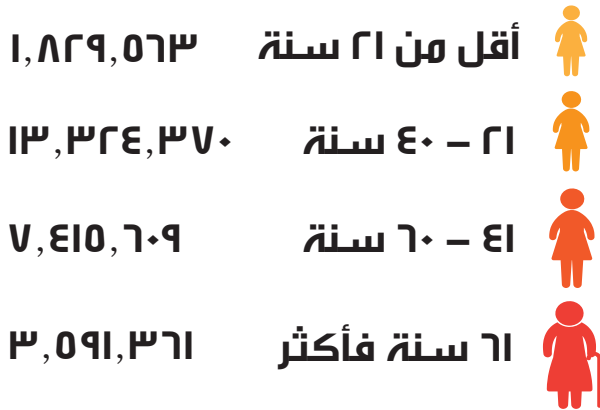 أقل من ٢١ سنة ١,٨٢٩,٥٦٣
٢١ – ٤٠ سنة ١٣,٣٢٤,٣٧٠
٤١ – ٦٠ سنة ٧,٤١٥,٦٠٩
٦١ سنة فأكثر ٣,٥٩١,٣٦١